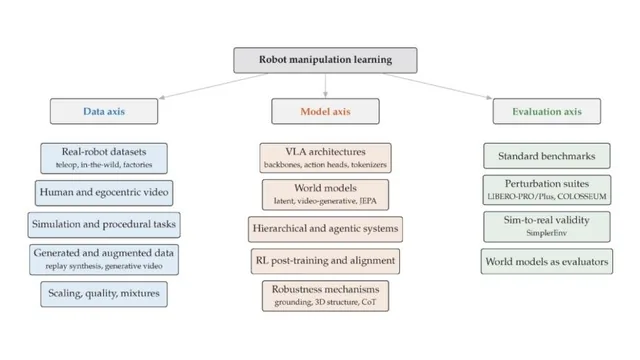 Robot manipulation learning
Data axis
Real-robot datasets
teleop, in-the-wild, factories
Human and egocentric video
Simulation and procedural tasks
Generated and augmented data
replay synthesis, generative video
Scaling, quality, mixtures
Model axis
VLA architectures
backbones, action heads, tokenizers
World models
latent, video-generative, JEPA
Hierarchical and agentic systems
RL post-training and alignment
Robustness mechanisms
grounding, 3D structure, CoT
Evaluation axis
Standard benchmarks
Perturbation suites
LIBERO-PRO/Plus, COLOSSEUM
Sim-to-real validity
SimplerEnv
World models as evaluators